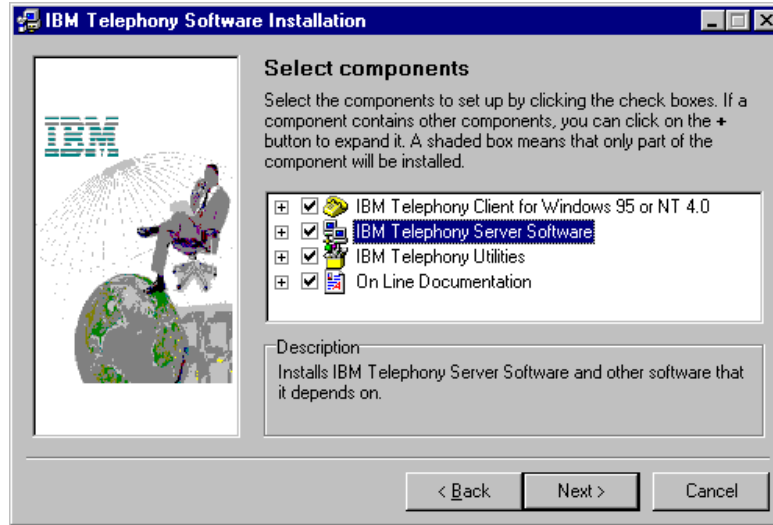 IBM Telephony Software Installation
IBM
Select components
Select the components to set up by clicking the check boxes. If a
component contains other components, you can click on the +
button to expand it. A shaded box means that only part of the
component will be installed.
IBM Telephony Client for Windows 95 or NT 4.0
IBM Telephony Server Software
IBM Telephony Utilities
On Line Documentation
Description
Installs IBM Telephony Server Software and other software that
it depends on.
< Back Next > Cancel